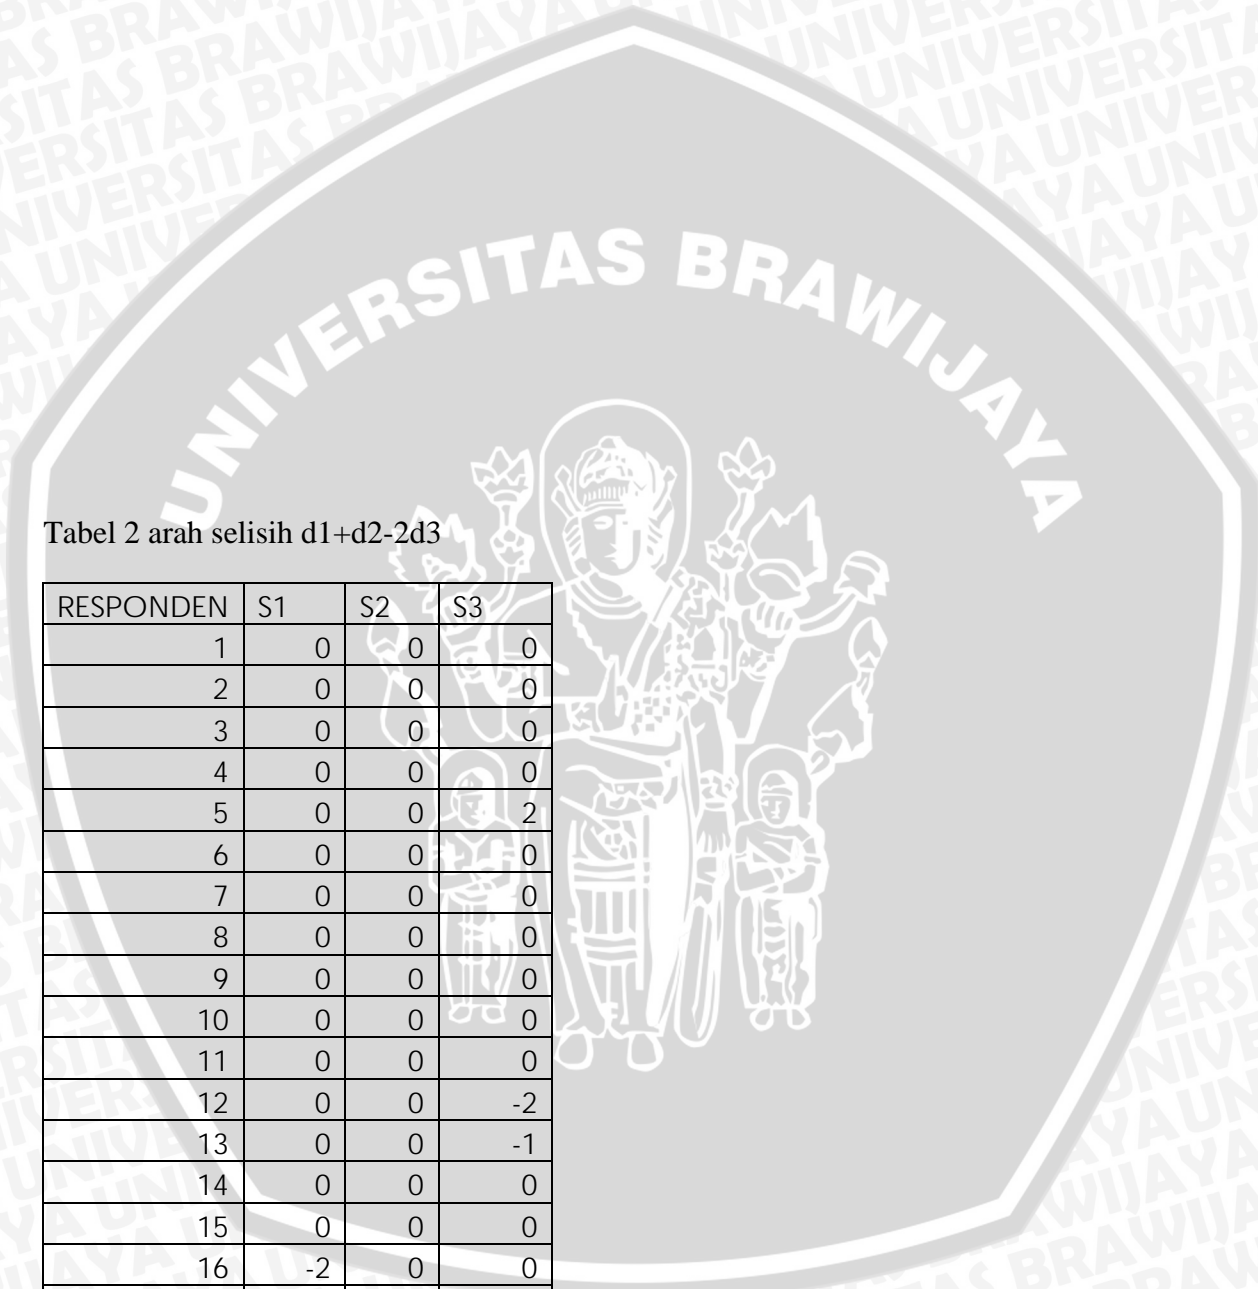 UNIVERSITAS BRAWIJAYA
Tabel 2 arah selisih d1+d2-2d3
RESPONDEN S1 S2 S3
1 0 0 0
2 0 0 0
3 0 0 0
4 0 0 0
5 0 0 2
6 0 0 0
7 0 0 0
8 0 0 0
9 0 0 0
10 0 0 0
11 0 0 0
12 0 0 -2
13 0 0 -1
14 0 0 0
15 0 0 0
16 -2 0 0